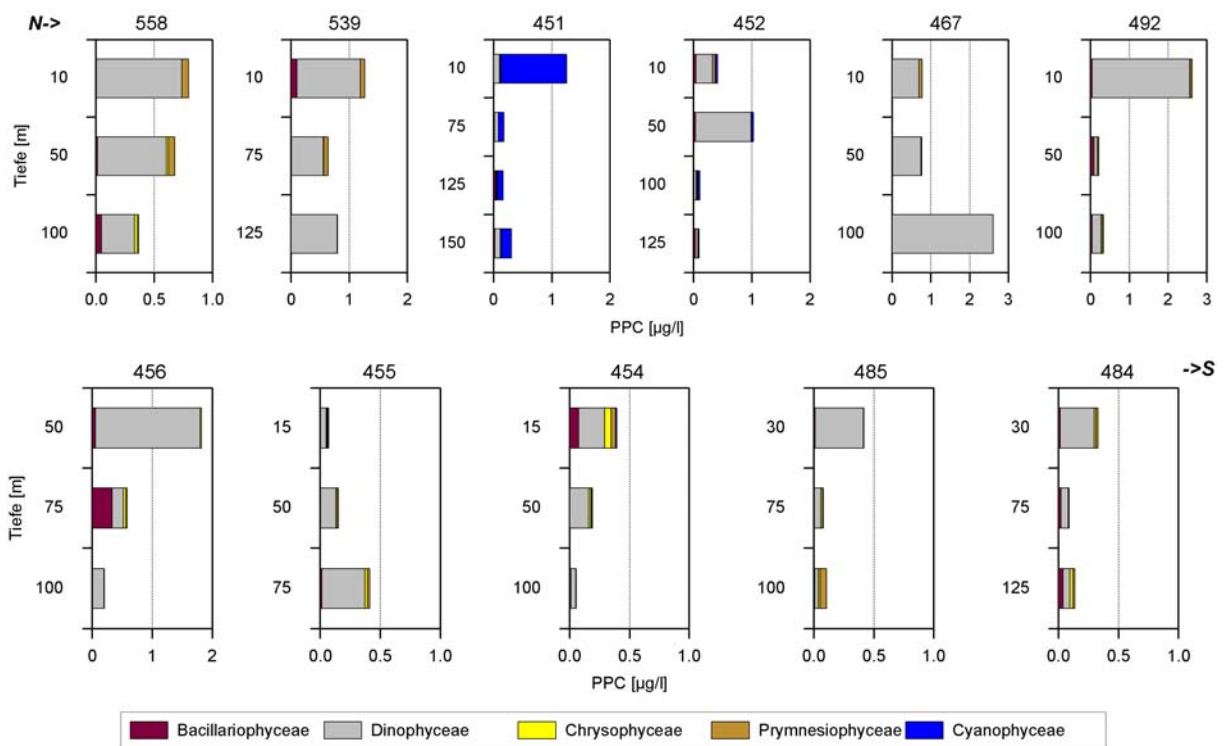 N-> 558 539 451 452 467 492
Tiefe [m]
10 10 10 10 10 10
50 75 75 50 50 50
100 125 125 100 100 100
150 125
0.0 0.5 1.0 0 1 2 0 1 2 0 1 2 0 1 2 3 0 1 2 3
PPC [µg/l]
456 455 454 485 484 ->S
Tiefe [m]
50 15 15 30 30
75 50 50 75 75
100 75 100 100 125
0 1 2 0.0 0.5 1.0 0.0 0.5 1.0 0.0 0.5 1.0 0.0 0.5 1.0
PPC [µg/l]
Bacillariophyceae Dinophyceae Chrysophyceae Prymnesiophyceae Cyanophyceae